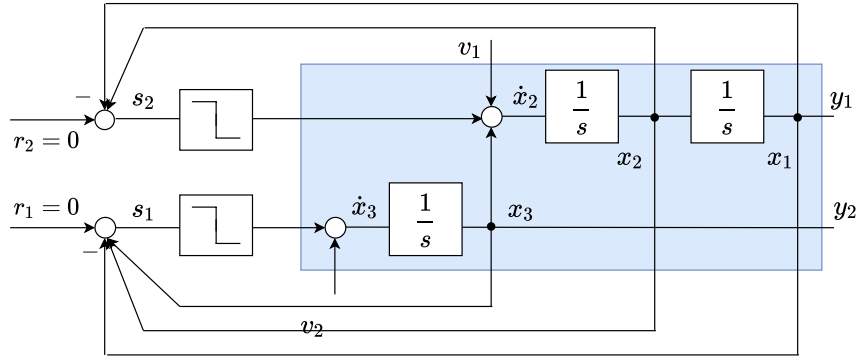 v₁
− s₂ ẋ₂ 1/s 1/s y₁
r₂ = 0 x₂ x₁
r₁ = 0 s₁ ẋ₃ 1/s x₃ y₂
−
v₂